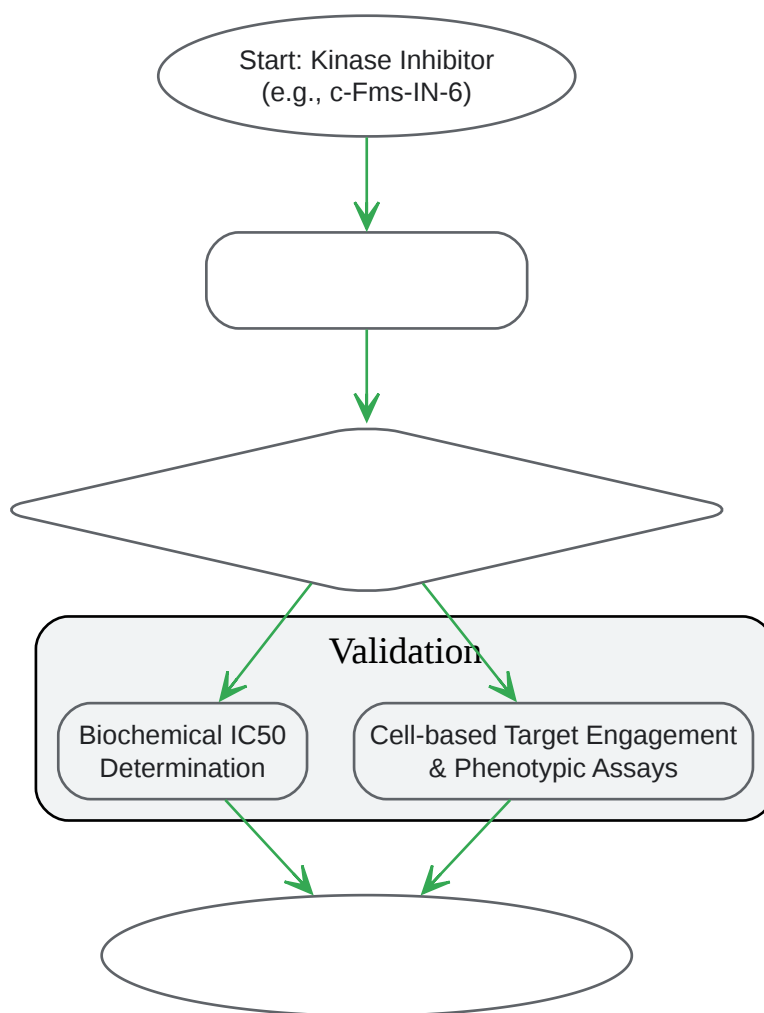 Start: Kinase Inhibitor
(e.g., c-Fms-IN-6)
Validation
Biochemical IC50
Determination
Cell-based Target Engagement
& Phenotypic Assays